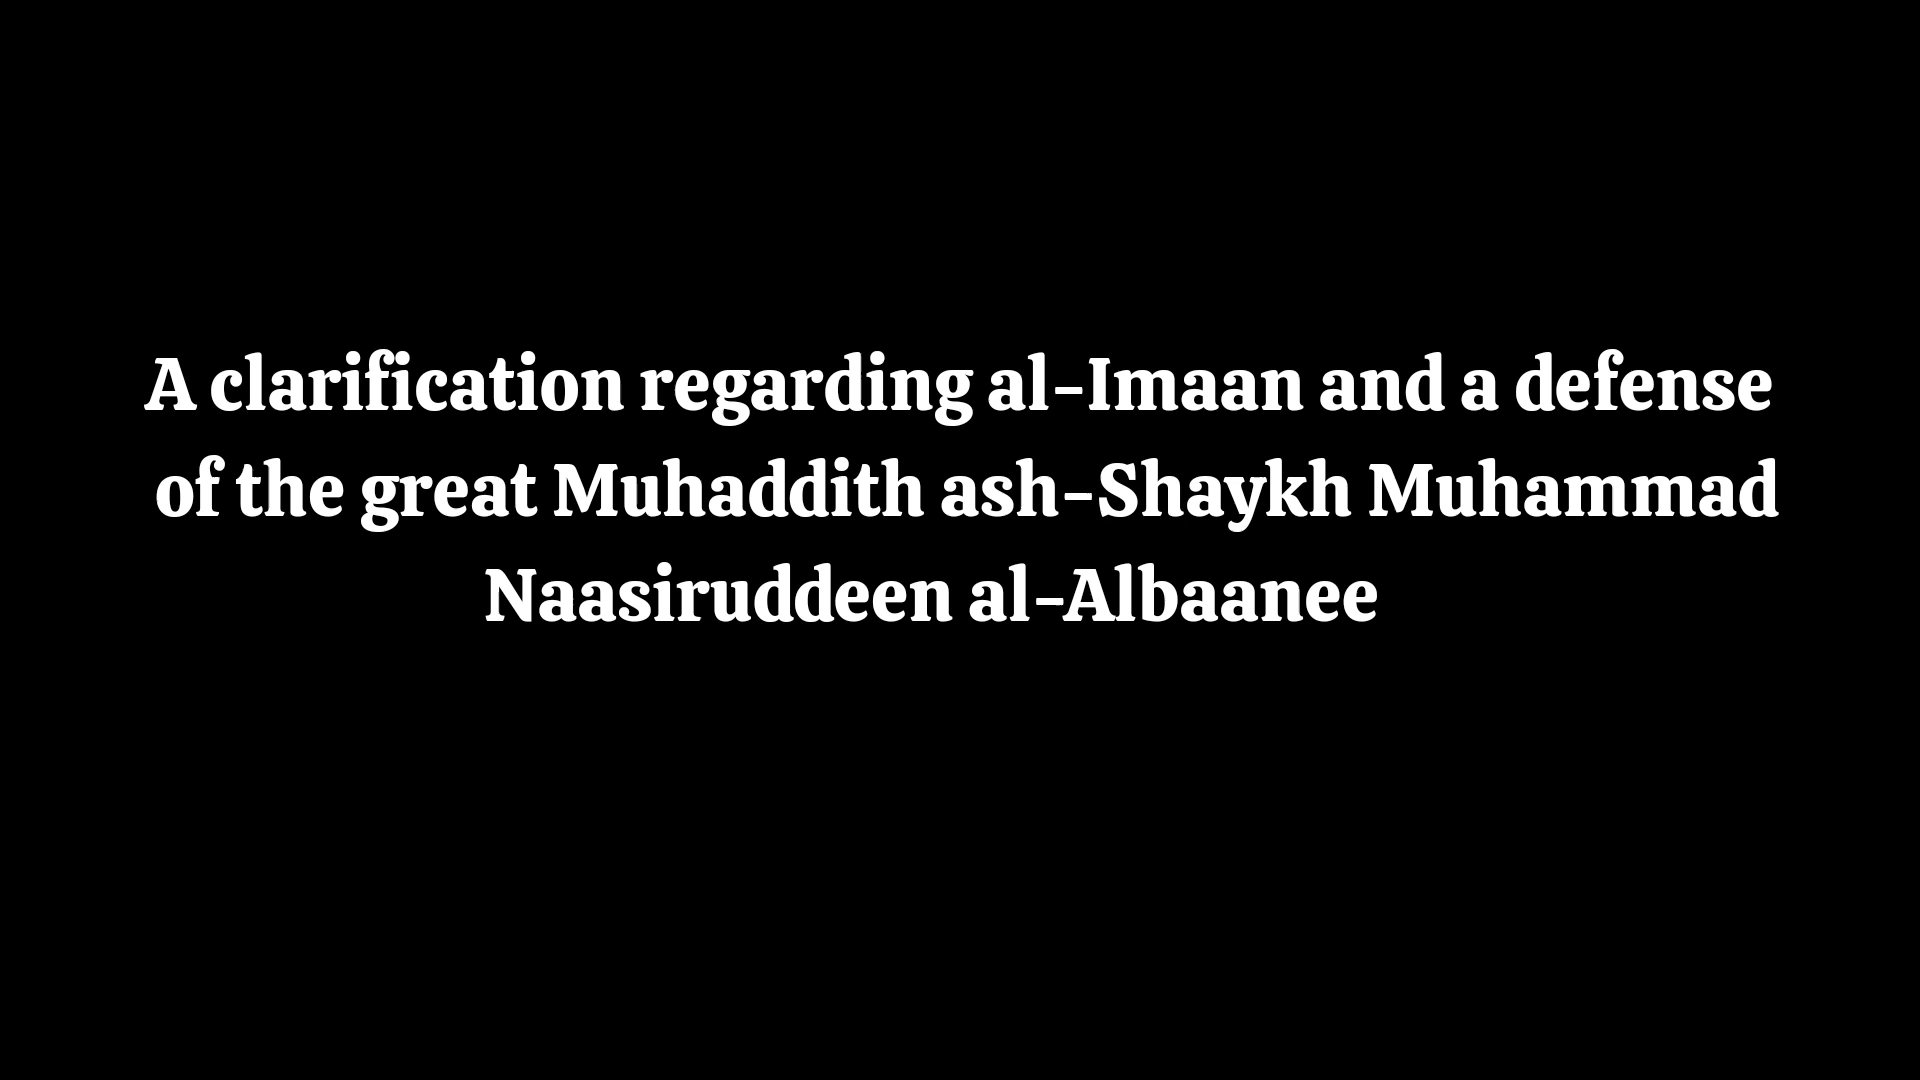 A clarification regarding al-Imaan and a defense
of the great Muhaddith ash-Shaykh Muhammad
Naasiruddeen al-Albaanee